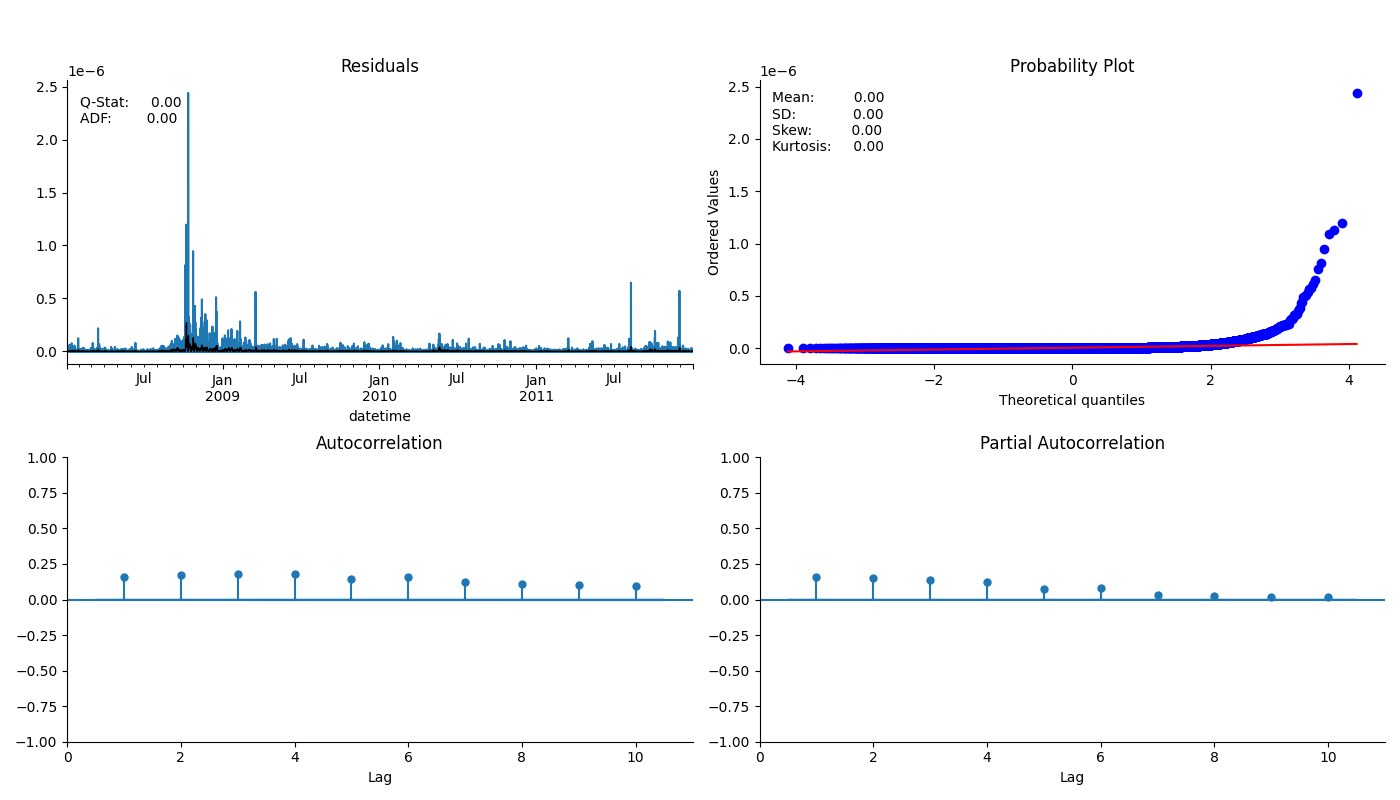 Residuals
1e−6
2.5
2.0
1.5
1.0
0.5
0.0
Q-Stat: 0.00
ADF: 0.00
Jul Jan Jul Jan Jul Jan Jul
2009 2010 2011
datetime
Probability Plot
1e−6
2.5
2.0
1.5
1.0
0.5
0.0
Ordered Values
Mean: 0.00
SD: 0.00
Skew: 0.00
Kurtosis: 0.00
−4 −2 0 2 4
Theoretical quantiles
Autocorrelation
1.00
0.75
0.50
0.25
0.00
−0.25
−0.50
−0.75
−1.00
0 2 4 6 8 10
Lag
Partial Autocorrelation
1.00
0.75
0.50
0.25
0.00
−0.25
−0.50
−0.75
−1.00
0 2 4 6 8 10
Lag